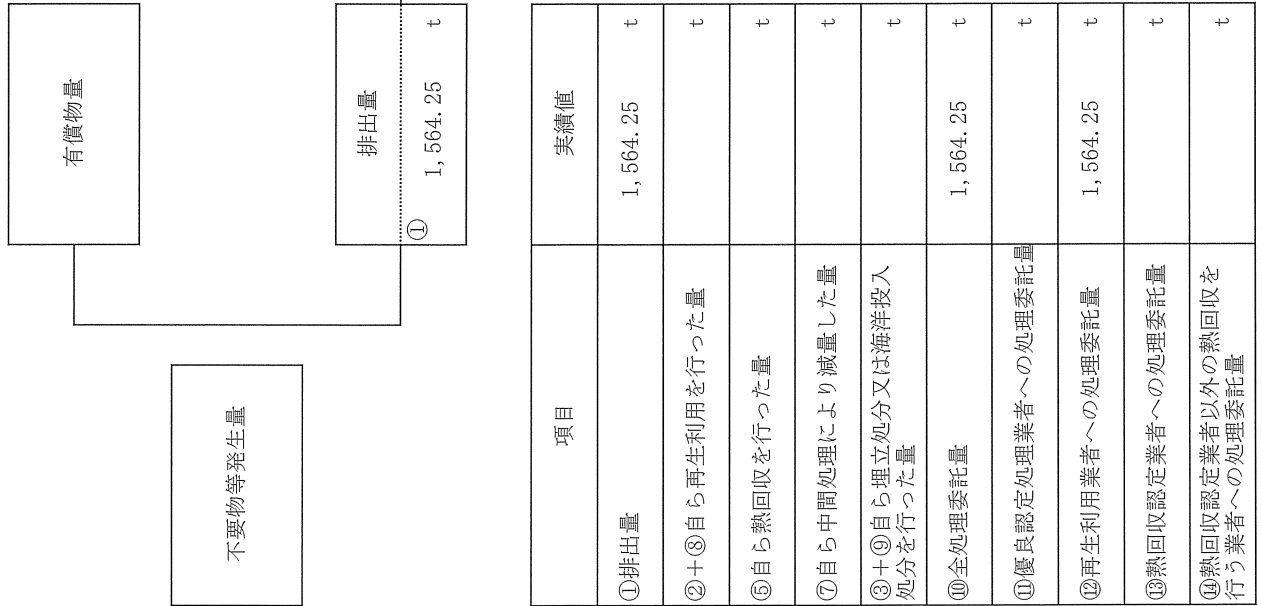 有償物量
不要物等発生量
排出量
① 1,564.25 t
項目 実績値
①排出量 1,564.25 t
②+⑧自ら再生利用を行った量 t
⑤自ら熱回収を行った量 t
⑦自ら中間処理により減量した量 t
③+⑨自ら埋立処分又は海洋投入
処分を行った量 t
⑩全処理委託量 1,564.25 t
⑪優良認定処理業者への処理委託量 t
⑫再生利用業者への処理委託量 1,564.25 t
⑬熱回収認定業者への処理委託量 t
⑭熱回収認定業者以外の熱回収を
行う業者への処理委託量 t